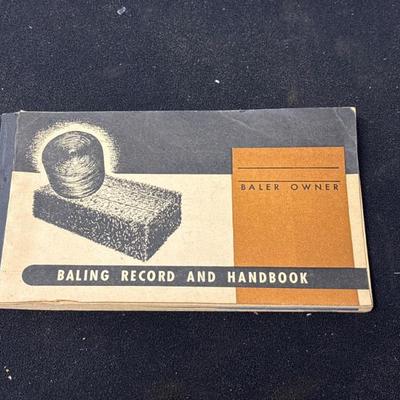 BALER OWNER
BALING RECORD AND HANDBOOK